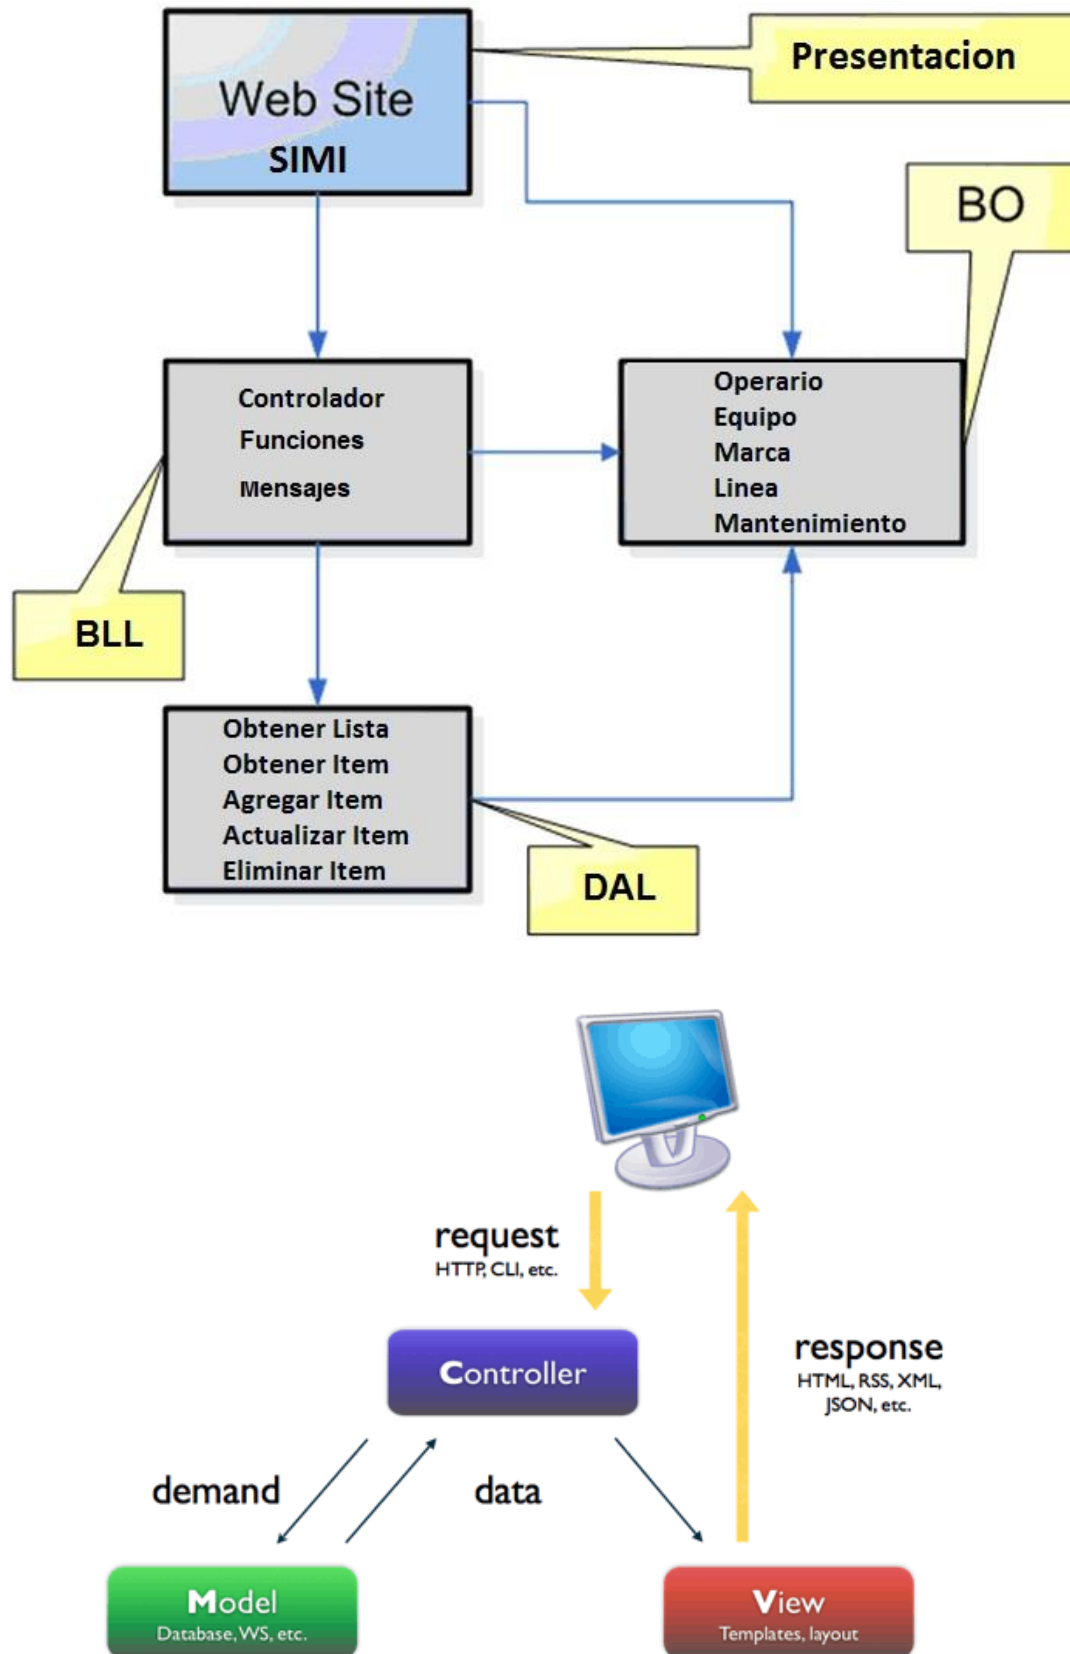 Presentacion
Web Site
SIMI
BO
Controlador
Funciones
Mensajes
Operario
Equipo
Marca
Linea
Mantenimiento
BLL
Obtener Lista
Obtener Item
Agregar Item
Actualizar Item
Eliminar Item
DAL
request
HTTP, CLI, etc.
Controller
response
HTML, RSS, XML,
JSON, etc.
demand
data
Model
Database, WS, etc.
View
Templates, layout